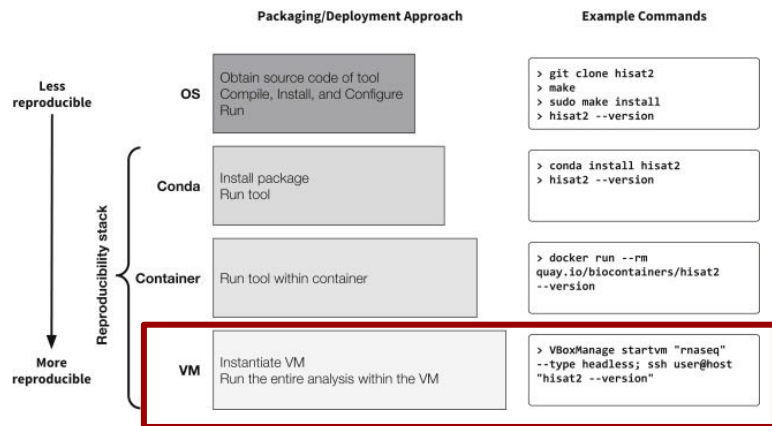 Packaging/Deployment Approach
Example Commands
Less
reproducible
OS
Obtain source code of tool
Compile, Install, and Configure
Run
> git clone hisat2
> make
> sudo make install
> hisat2 --version
Reproducibility stack
Conda
Install package
Run tool
> conda install hisat2
> hisat2 --version
Container
Run tool within container
> docker run --rm
quay.io/biocontainers/hisat2
--version
More
reproducible
VM
Instantiate VM
Run the entire analysis within the VM
> VBoxManage startvm "rnaseq"
--type headless; ssh user@host
"hisat2 --version"